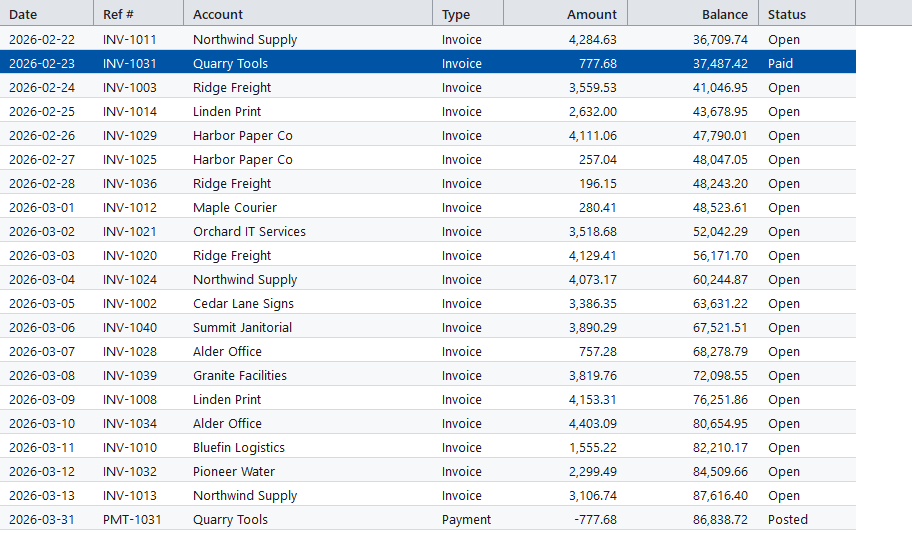 Date Ref # Account Type Amount Balance Status
2026-02-22 INV-1011 Northwind Supply Invoice 4,284.63 36,709.74 Open
2026-02-23 INV-1031 Quarry Tools Invoice 777.68 37,487.42 Paid
2026-02-24 INV-1003 Ridge Freight Invoice 3,559.53 41,046.95 Open
2026-02-25 INV-1014 Linden Print Invoice 2,632.00 43,678.95 Open
2026-02-26 INV-1029 Harbor Paper Co Invoice 4,111.06 47,790.01 Open
2026-02-27 INV-1025 Harbor Paper Co Invoice 257.04 48,047.05 Open
2026-02-28 INV-1036 Ridge Freight Invoice 196.15 48,243.20 Open
2026-03-01 INV-1012 Maple Courier Invoice 280.41 48,523.61 Open
2026-03-02 INV-1021 Orchard IT Services Invoice 3,518.68 52,042.29 Open
2026-03-03 INV-1020 Ridge Freight Invoice 4,129.41 56,171.70 Open
2026-03-04 INV-1024 Northwind Supply Invoice 4,073.17 60,244.87 Open
2026-03-05 INV-1002 Cedar Lane Signs Invoice 3,386.35 63,631.22 Open
2026-03-06 INV-1040 Summit Janitorial Invoice 3,890.29 67,521.51 Open
2026-03-07 INV-1028 Alder Office Invoice 757.28 68,278.79 Open
2026-03-08 INV-1039 Granite Facilities Invoice 3,819.76 72,098.55 Open
2026-03-09 INV-1008 Linden Print Invoice 4,153.31 76,251.86 Open
2026-03-10 INV-1034 Alder Office Invoice 4,403.09 80,654.95 Open
2026-03-11 INV-1010 Bluefin Logistics Invoice 1,555.22 82,210.17 Open
2026-03-12 INV-1032 Pioneer Water Invoice 2,299.49 84,509.66 Open
2026-03-13 INV-1013 Northwind Supply Invoice 3,106.74 87,616.40 Open
2026-03-31 PMT-1031 Quarry Tools Payment -777.68 86,838.72 Posted